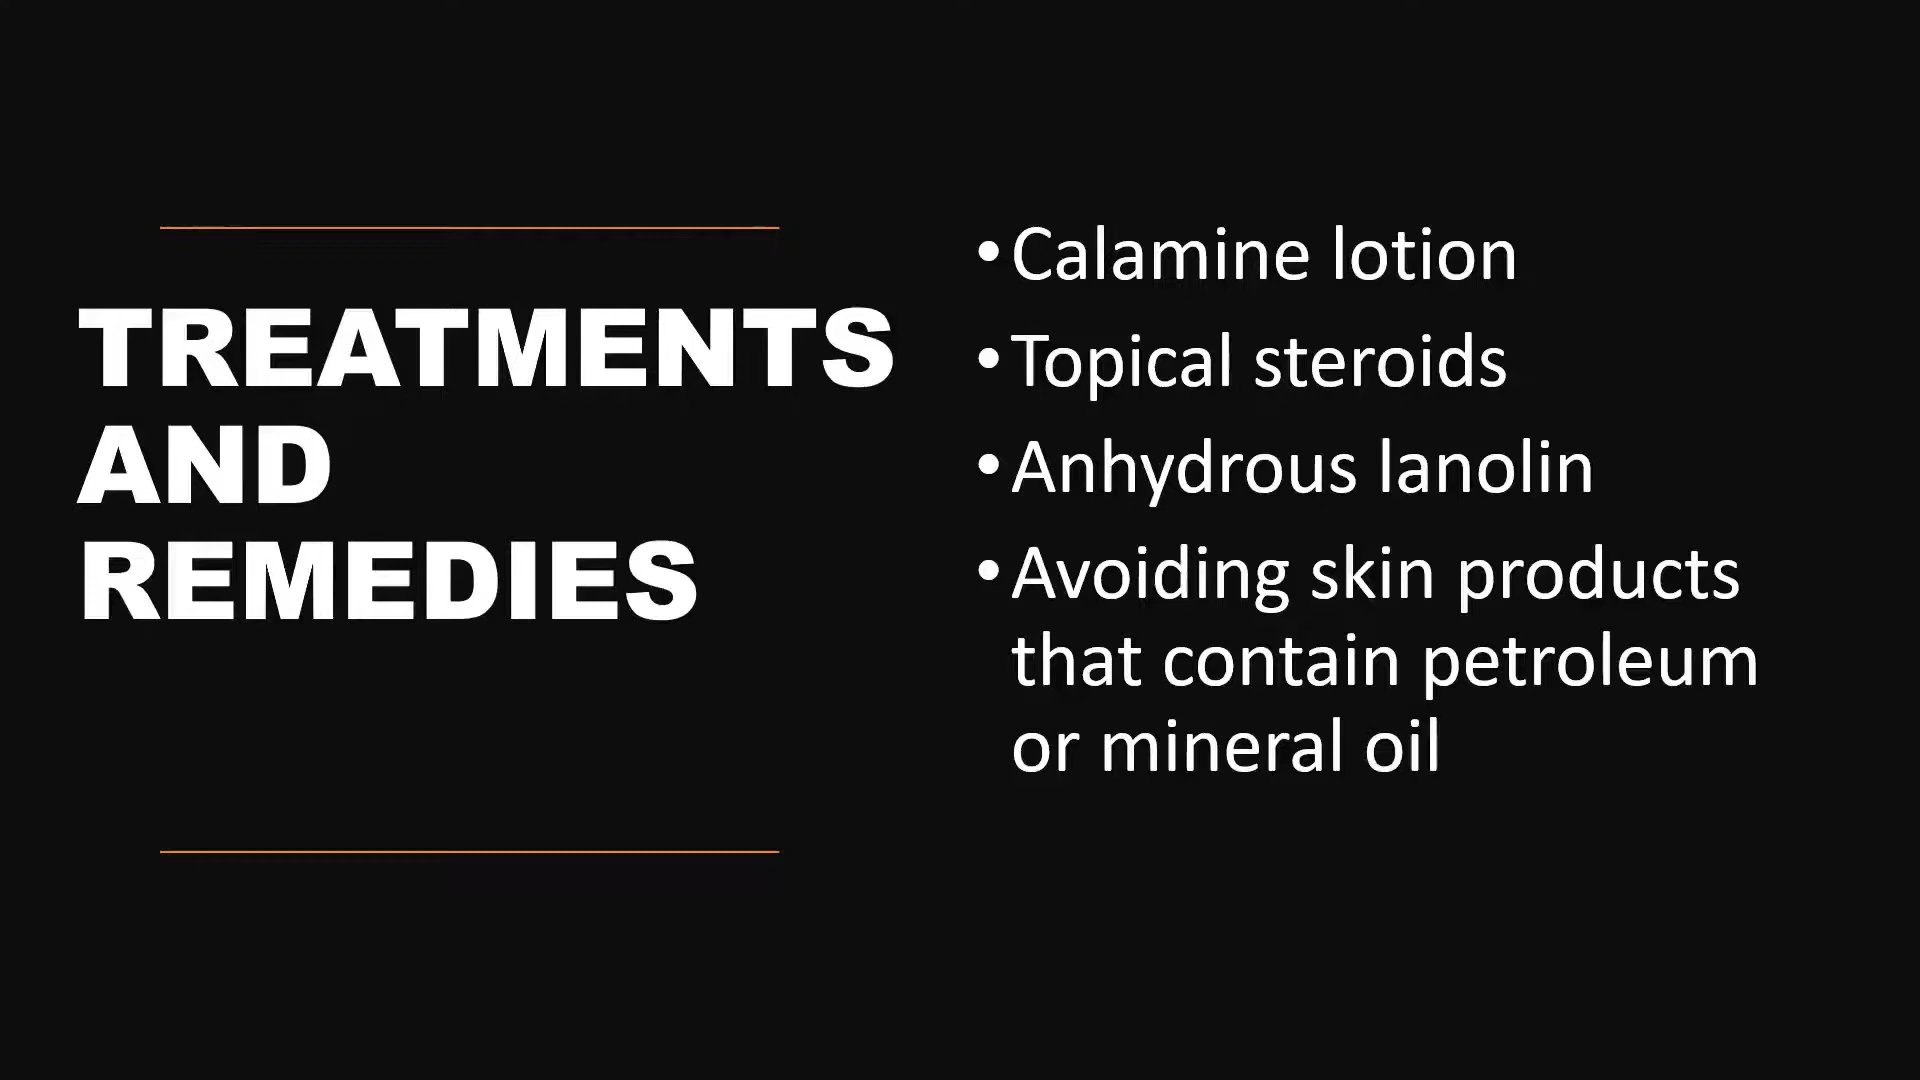 TREATMENTS
AND
REMEDIES
•Calamine lotion
•Topical steroids
•Anhydrous lanolin
•Avoiding skin products
that contain petroleum
or mineral oil